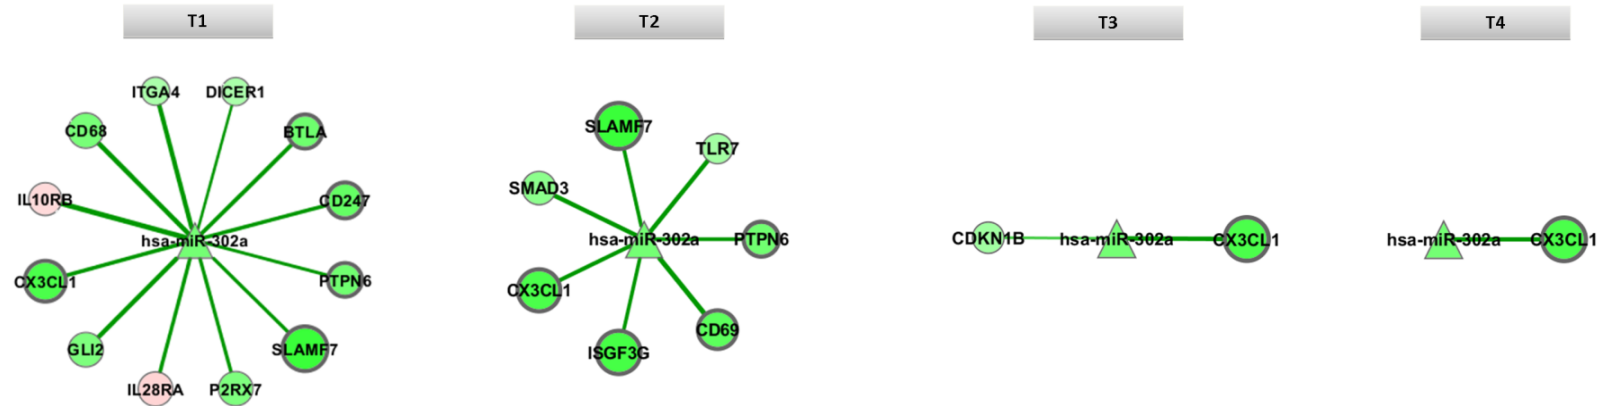 T1
T2
T3
T4
ITGA4
DICER1
CD68
BTLA
IL10RB
CD247
hsa-miR-302a
CX3CL1
PTPN6
GLI2
SLAMF7
IL28RA
P2RX7
SLAMF7
TLR7
SMAD3
hsa-miR-302a
PTPN6
CX3CL1
CD69
ISGF3G
CDKN1B
hsa-miR-302a
CX3CL1
hsa-miR-302a
CX3CL1